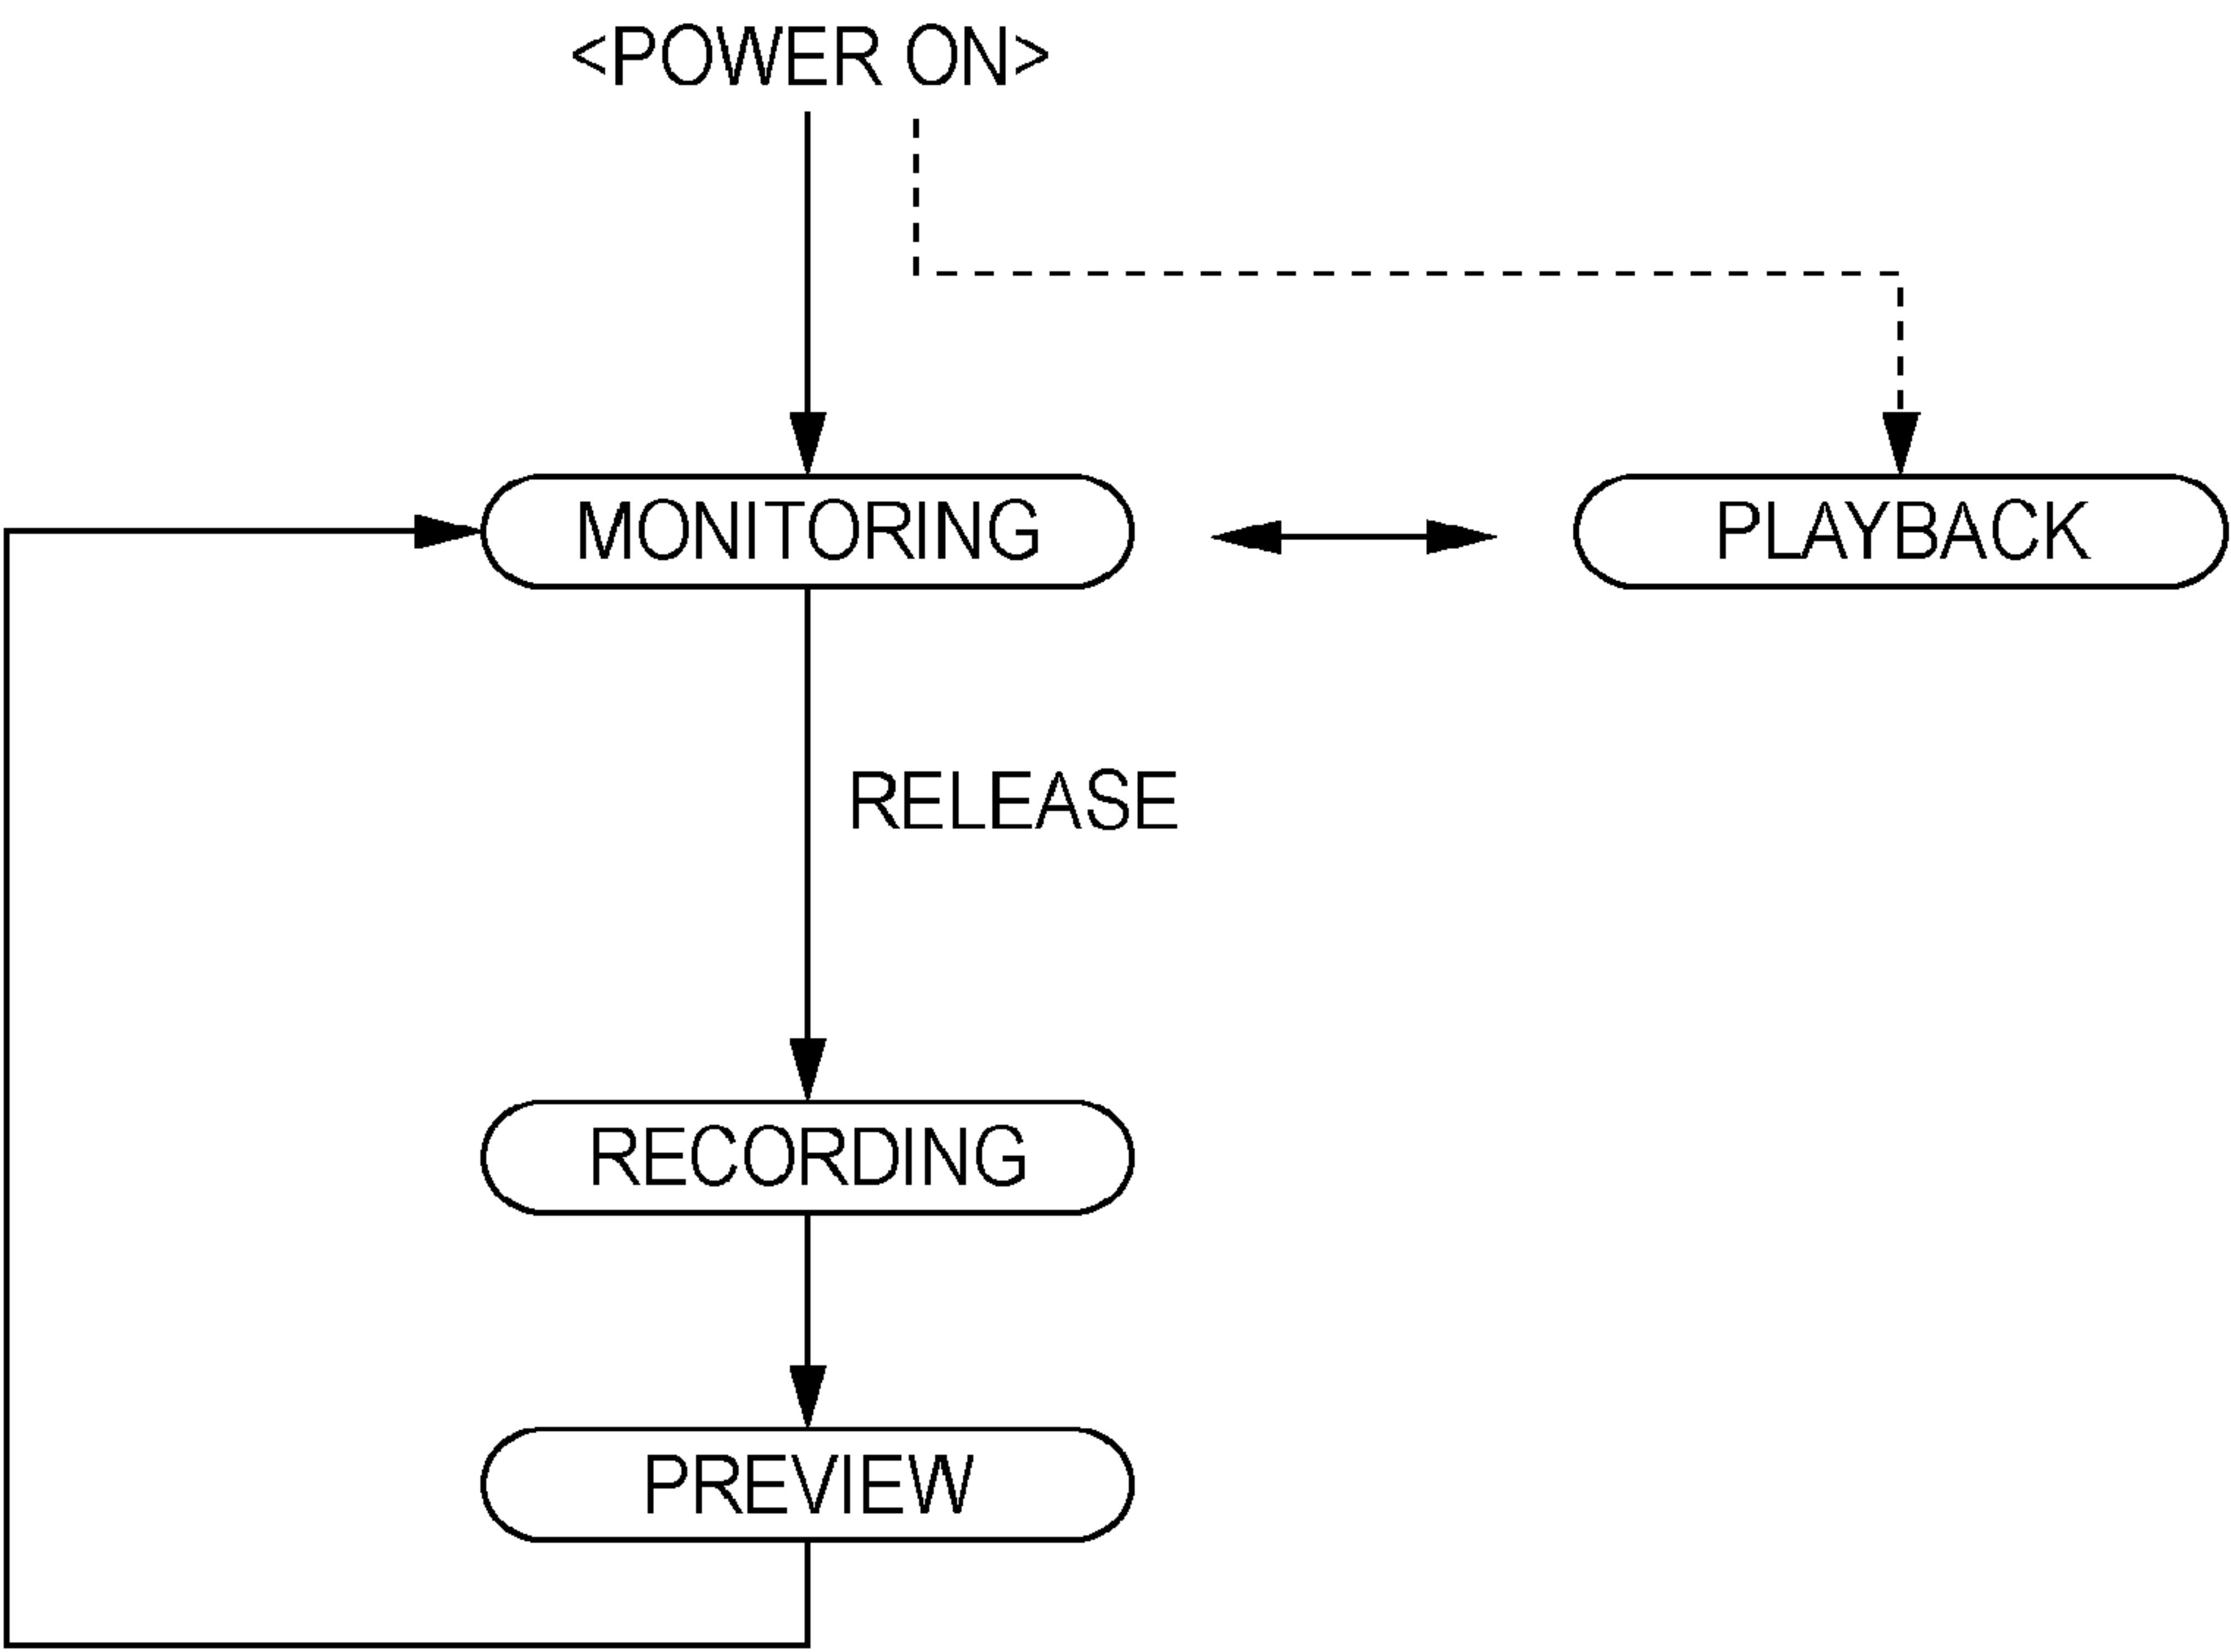 <POWER ON>
MONITORING
PLAYBACK
RELEASE
RECORDING
PREVIEW